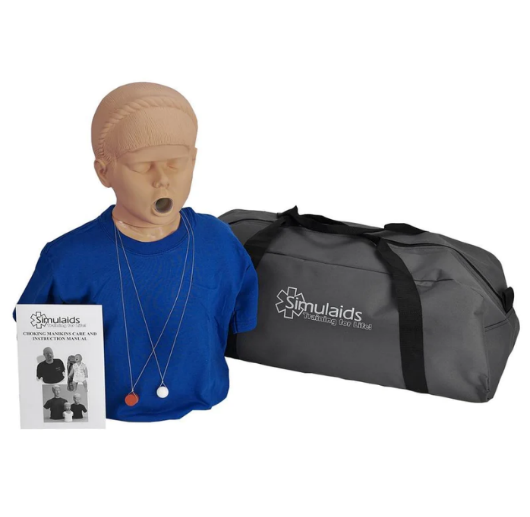 Simulaids
Training for Life!
CHOKING MANIKINS CARE AND
INSTRUCTION MANUAL
Simulaids
Training for Life!